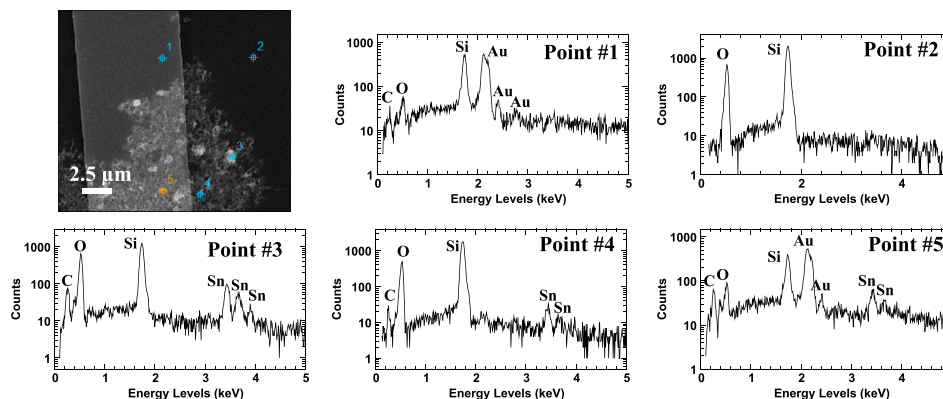 1
2
3
4
5
2.5 µm
Point #1
Counts
1000
100
10
1
C
O
Si
Au
Au
Au
0
1
2
3
4
5
Energy Levels (keV)
Point #2
Counts
1000
100
10
1
O
Si
0
1
2
3
4
Energy Levels (keV)
Point #3
Counts
1000
100
10
1
C
O
Si
Sn
Sn
Sn
0
1
2
3
4
5
Energy Levels (keV)
Point #4
Counts
1000
100
10
1
C
O
Si
Sn
Sn
0
1
2
3
4
5
Energy Levels (keV)
Point #5
Counts
1000
100
10
1
C
O
Si
Au
Au
Sn
Sn
0
1
2
3
4
Energy Levels (keV)